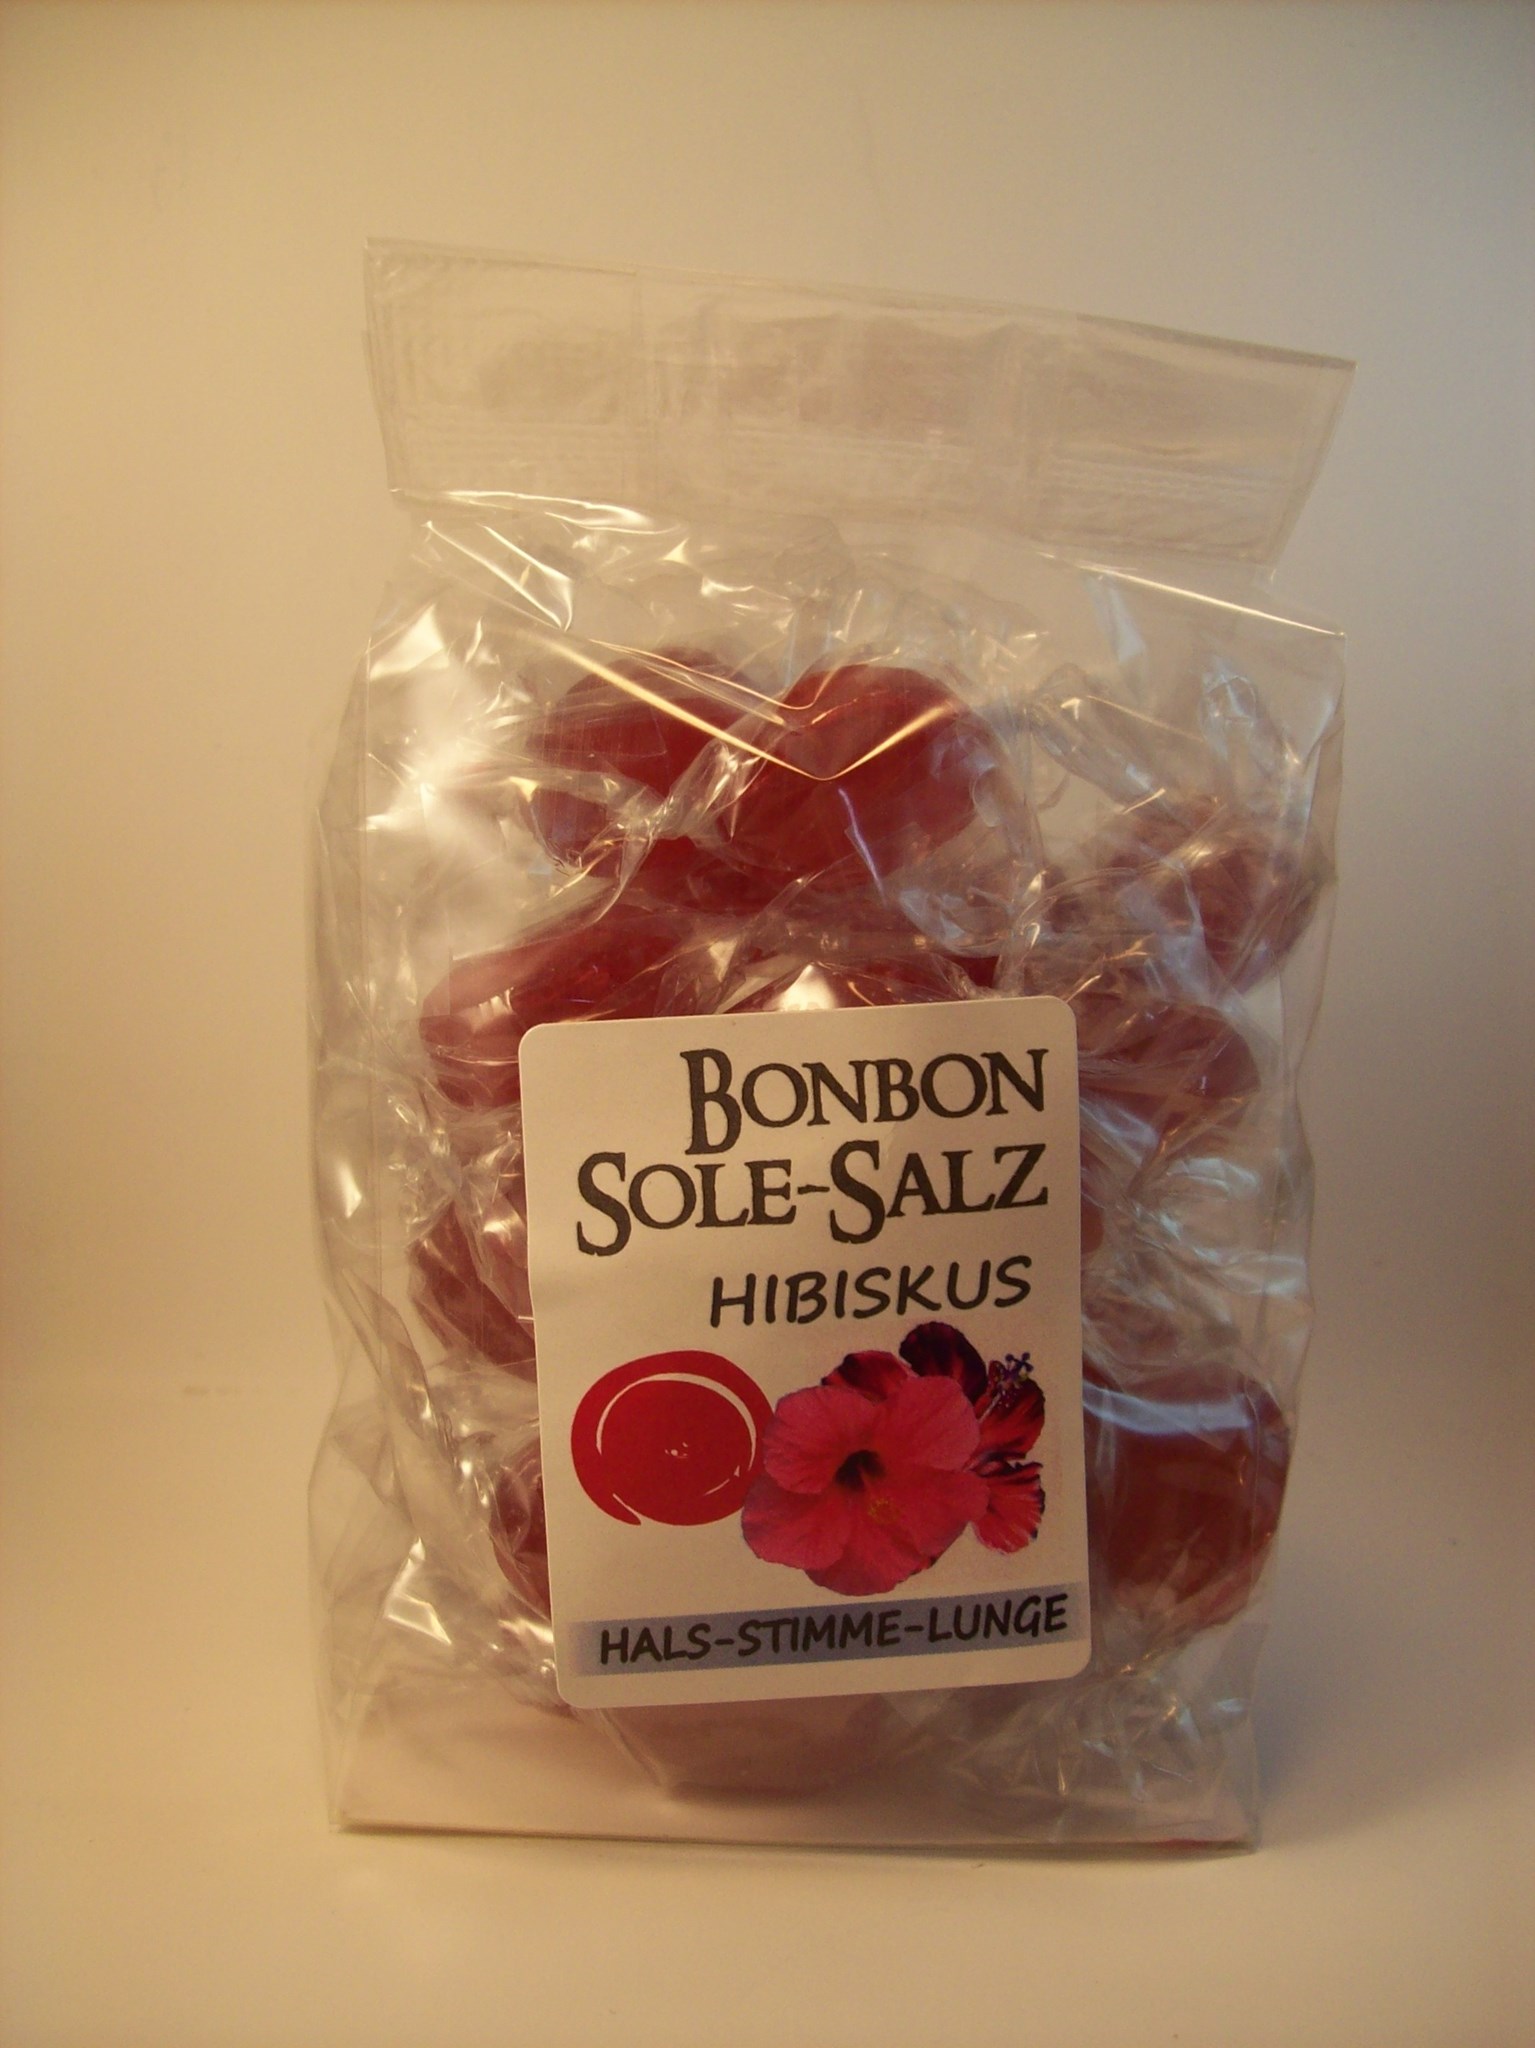 BONBON
SOLE-SALZ
HIBISKUS
HALS-STIMME-LUNGE